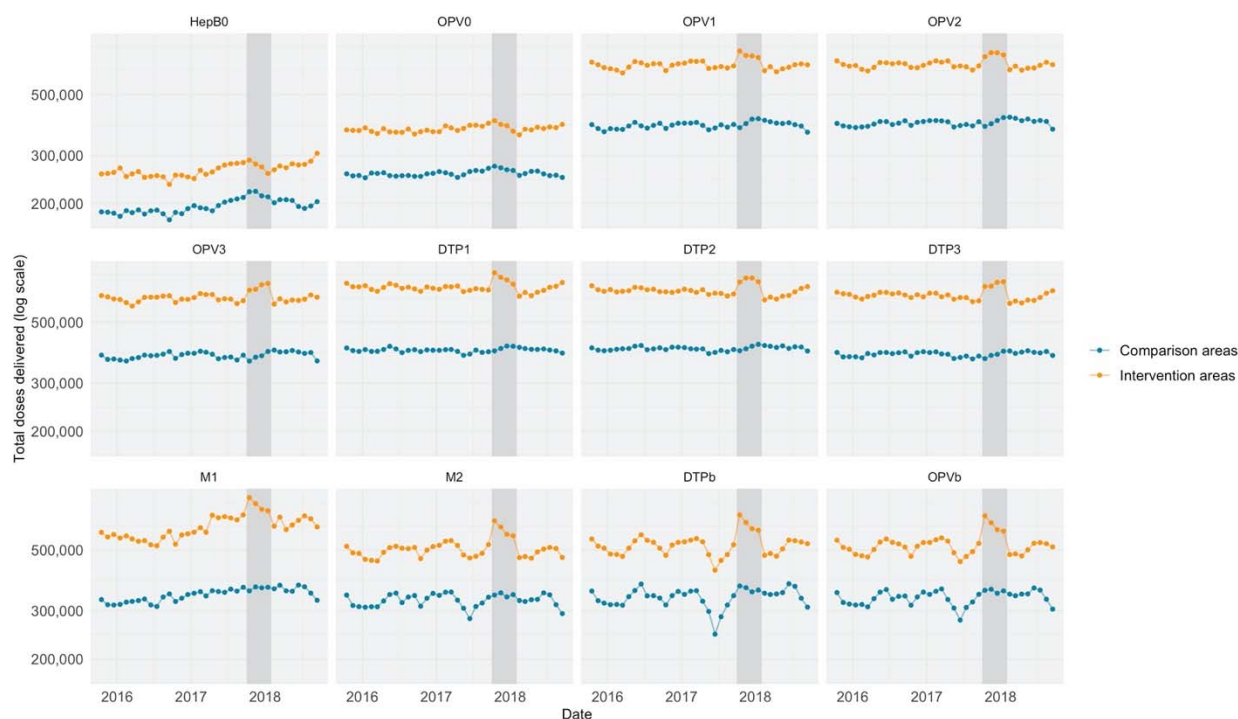 HepB0 OPV0 OPV1 OPV2
500,000
300,000
200,000
OPV3 DTP1 DTP2 DTP3
500,000
300,000
200,000
M1 M2 DTPb OPVb
500,000
300,000
200,000
2016 2017 2018 2016 2017 2018 2016 2017 2018 2016 2017 2018
Date
Total doses delivered (log scale)
Comparison areas
Intervention areas